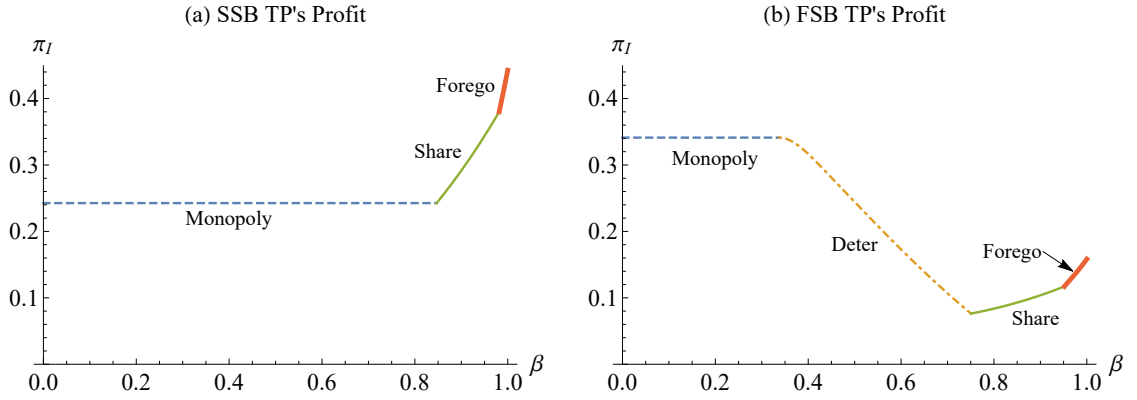 (a) SSB TP's Profit
π_I
0.4
0.3
0.2
0.1
0.0
0.2
0.4
0.6
0.8
1.0
β
Forego
Share
Monopoly
(b) FSB TP's Profit
π_I
0.4
0.3
0.2
0.1
0.0
0.2
0.4
0.6
0.8
1.0
β
Monopoly
Deter
Forego
Share